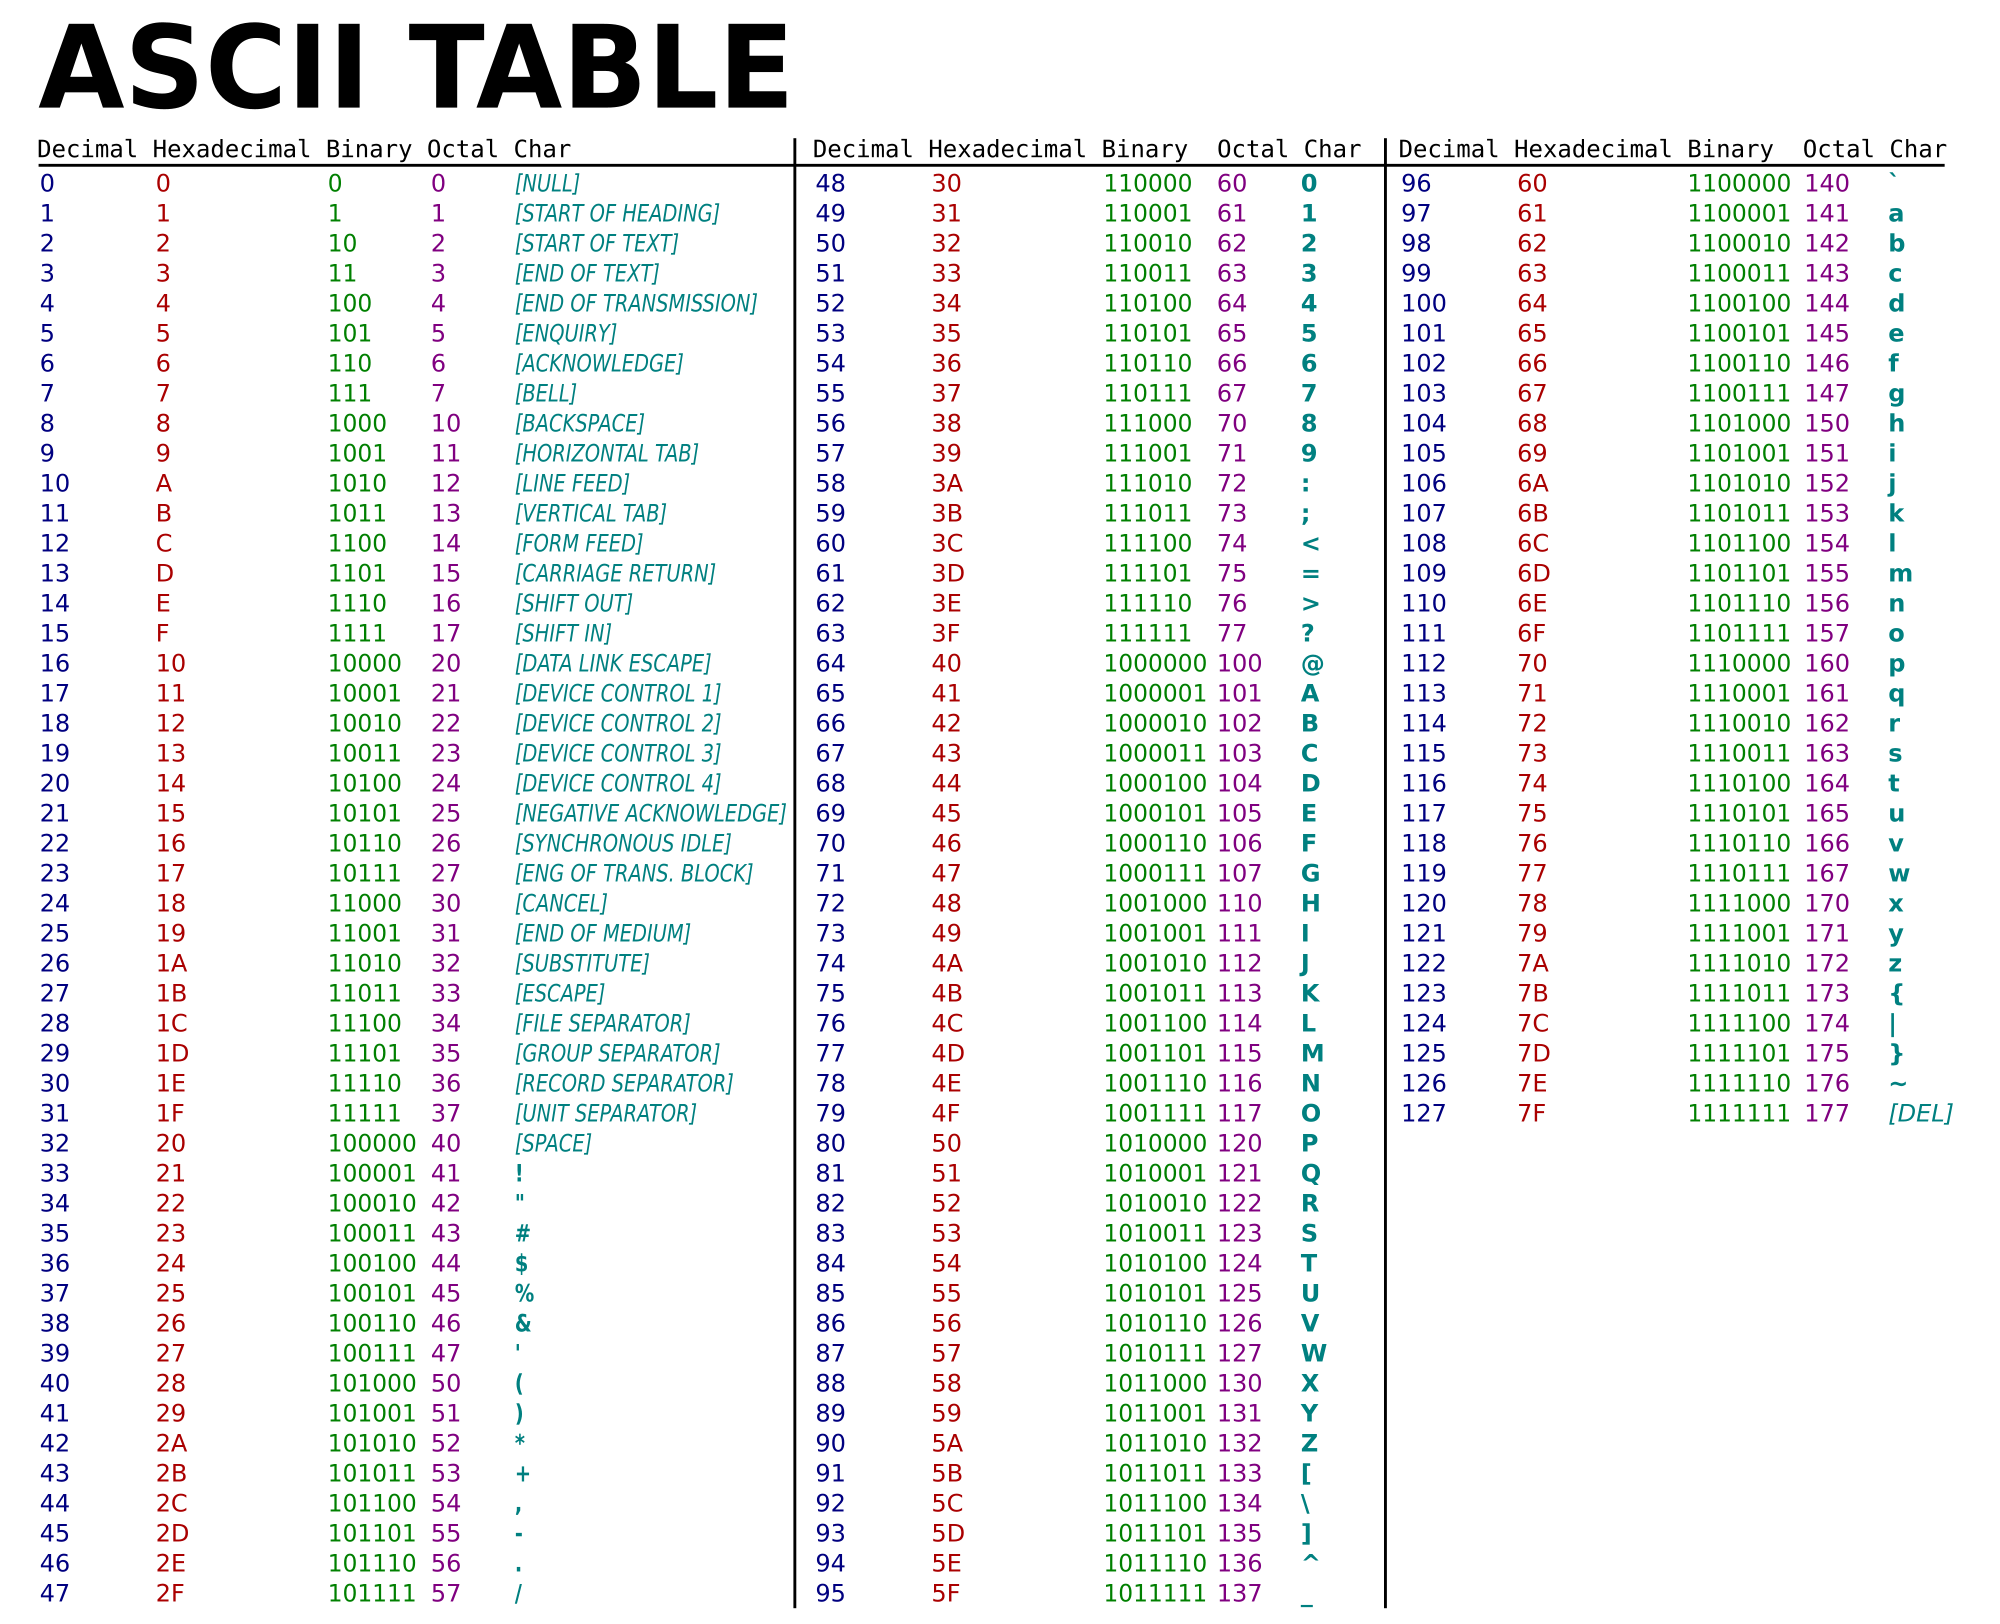 ASCII TABLE
Decimal Hexadecimal Binary Octal Char Decimal Hexadecimal Binary Octal Char Decimal Hexadecimal Binary Octal Char
0 0 0 0 [NULL] 48 30 110000 60 0 96 60 1100000 140 `
1 1 1 1 [START OF HEADING] 49 31 110001 61 1 97 61 1100001 141 a
2 2 10 2 [START OF TEXT] 50 32 110010 62 2 98 62 1100010 142 b
3 3 11 3 [END OF TEXT] 51 33 110011 63 3 99 63 1100011 143 c
4 4 100 4 [END OF TRANSMISSION] 52 34 110100 64 4 100 64 1100100 144 d
5 5 101 5 [ENQUIRY] 53 35 110101 65 5 101 65 1100101 145 e
6 6 110 6 [ACKNOWLEDGE] 54 36 110110 66 6 102 66 1100110 146 f
7 7 111 7 [BELL] 55 37 110111 67 7 103 67 1100111 147 g
8 8 1000 10 [BACKSPACE] 56 38 111000 70 8 104 68 1101000 150 h
9 9 1001 11 [HORIZONTAL TAB] 57 39 111001 71 9 105 69 1101001 151 i
10 A 1010 12 [LINE FEED] 58 3A 111010 72 : 106 6A 1101010 152 j
11 B 1011 13 [VERTICAL TAB] 59 3B 111011 73 ; 107 6B 1101011 153 k
12 C 1100 14 [FORM FEED] 60 3C 111100 74 < 108 6C 1101100 154 l
13 D 1101 15 [CARRIAGE RETURN] 61 3D 111101 75 = 109 6D 1101101 155 m
14 E 1110 16 [SHIFT OUT] 62 3E 111110 76 > 110 6E 1101110 156 n
15 F 1111 17 [SHIFT IN] 63 3F 111111 77 ? 111 6F 1101111 157 o
16 10 10000 20 [DATA LINK ESCAPE] 64 40 1000000 100 @ 112 70 1110000 160 p
17 11 10001 21 [DEVICE CONTROL 1] 65 41 1000001 101 A 113 71 1110001 161 q
18 12 10010 22 [DEVICE CONTROL 2] 66 42 1000010 102 B 114 72 1110010 162 r
19 13 10011 23 [DEVICE CONTROL 3] 67 43 1000011 103 C 115 73 1110011 163 s
20 14 10100 24 [DEVICE CONTROL 4] 68 44 1000100 104 D 116 74 1110100 164 t
21 15 10101 25 [NEGATIVE ACKNOWLEDGE] 69 45 1000101 105 E 117 75 1110101 165 u
22 16 10110 26 [SYNCHRONOUS IDLE] 70 46 1000110 106 F 118 76 1110110 166 v
23 17 10111 27 [ENG OF TRANS. BLOCK] 71 47 1000111 107 G 119 77 1110111 167 w
24 18 11000 30 [CANCEL] 72 48 1001000 110 H 120 78 1111000 170 x
25 19 11001 31 [END OF MEDIUM] 73 49 1001001 111 I 121 79 1111001 171 y
26 1A 11010 32 [SUBSTITUTE] 74 4A 1001010 112 J 122 7A 1111010 172 z
27 1B 11011 33 [ESCAPE] 75 4B 1001011 113 K 123 7B 1111011 173 {
28 1C 11100 34 [FILE SEPARATOR] 76 4C 1001100 114 L 124 7C 1111100 174 |
29 1D 11101 35 [GROUP SEPARATOR] 77 4D 1001101 115 M 125 7D 1111101 175 }
30 1E 11110 36 [RECORD SEPARATOR] 78 4E 1001110 116 N 126 7E 1111110 176 ~
31 1F 11111 37 [UNIT SEPARATOR] 79 4F 1001111 117 O 127 7F 1111111 177 [DEL]
32 20 100000 40 [SPACE] 80 50 1010000 120 P
33 21 100001 41 ! 81 51 1010001 121 Q
34 22 100010 42 " 82 52 1010010 122 R
35 23 100011 43 # 83 53 1010011 123 S
36 24 100100 44 $ 84 54 1010100 124 T
37 25 100101 45 % 85 55 1010101 125 U
38 26 100110 46 & 86 56 1010110 126 V
39 27 100111 47 ' 87 57 1010111 127 W
40 28 101000 50 ( 88 58 1011000 130 X
41 29 101001 51 ) 89 59 1011001 131 Y
42 2A 101010 52 * 90 5A 1011010 132 Z
43 2B 101011 53 + 91 5B 1011011 133 [
44 2C 101100 54 , 92 5C 1011100 134 \
45 2D 101101 55 - 93 5D 1011101 135 ]
46 2E 101110 56 . 94 5E 1011110 136 ^
47 2F 101111 57 / 95 5F 1011111 137 _